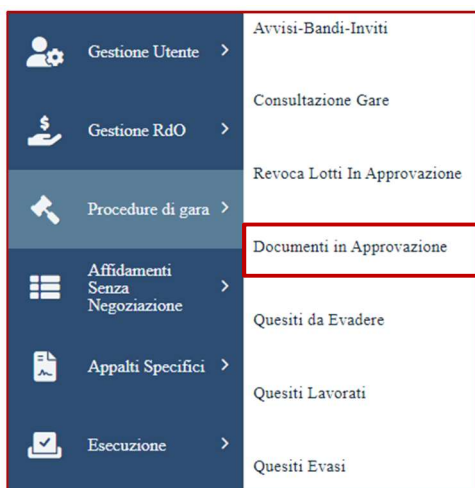 Gestione Utente
Gestione RdO
Procedure di gara
Affidamenti
Senza
Negoziazione
Appalti Specifici
Esecuzione
Avvisi-Bandi-Inviti
Consultazione Gare
Revoca Lotti In Approvazione
Documenti in Approvazione
Quesiti da Evadere
Quesiti Lavorati
Quesiti Evasi